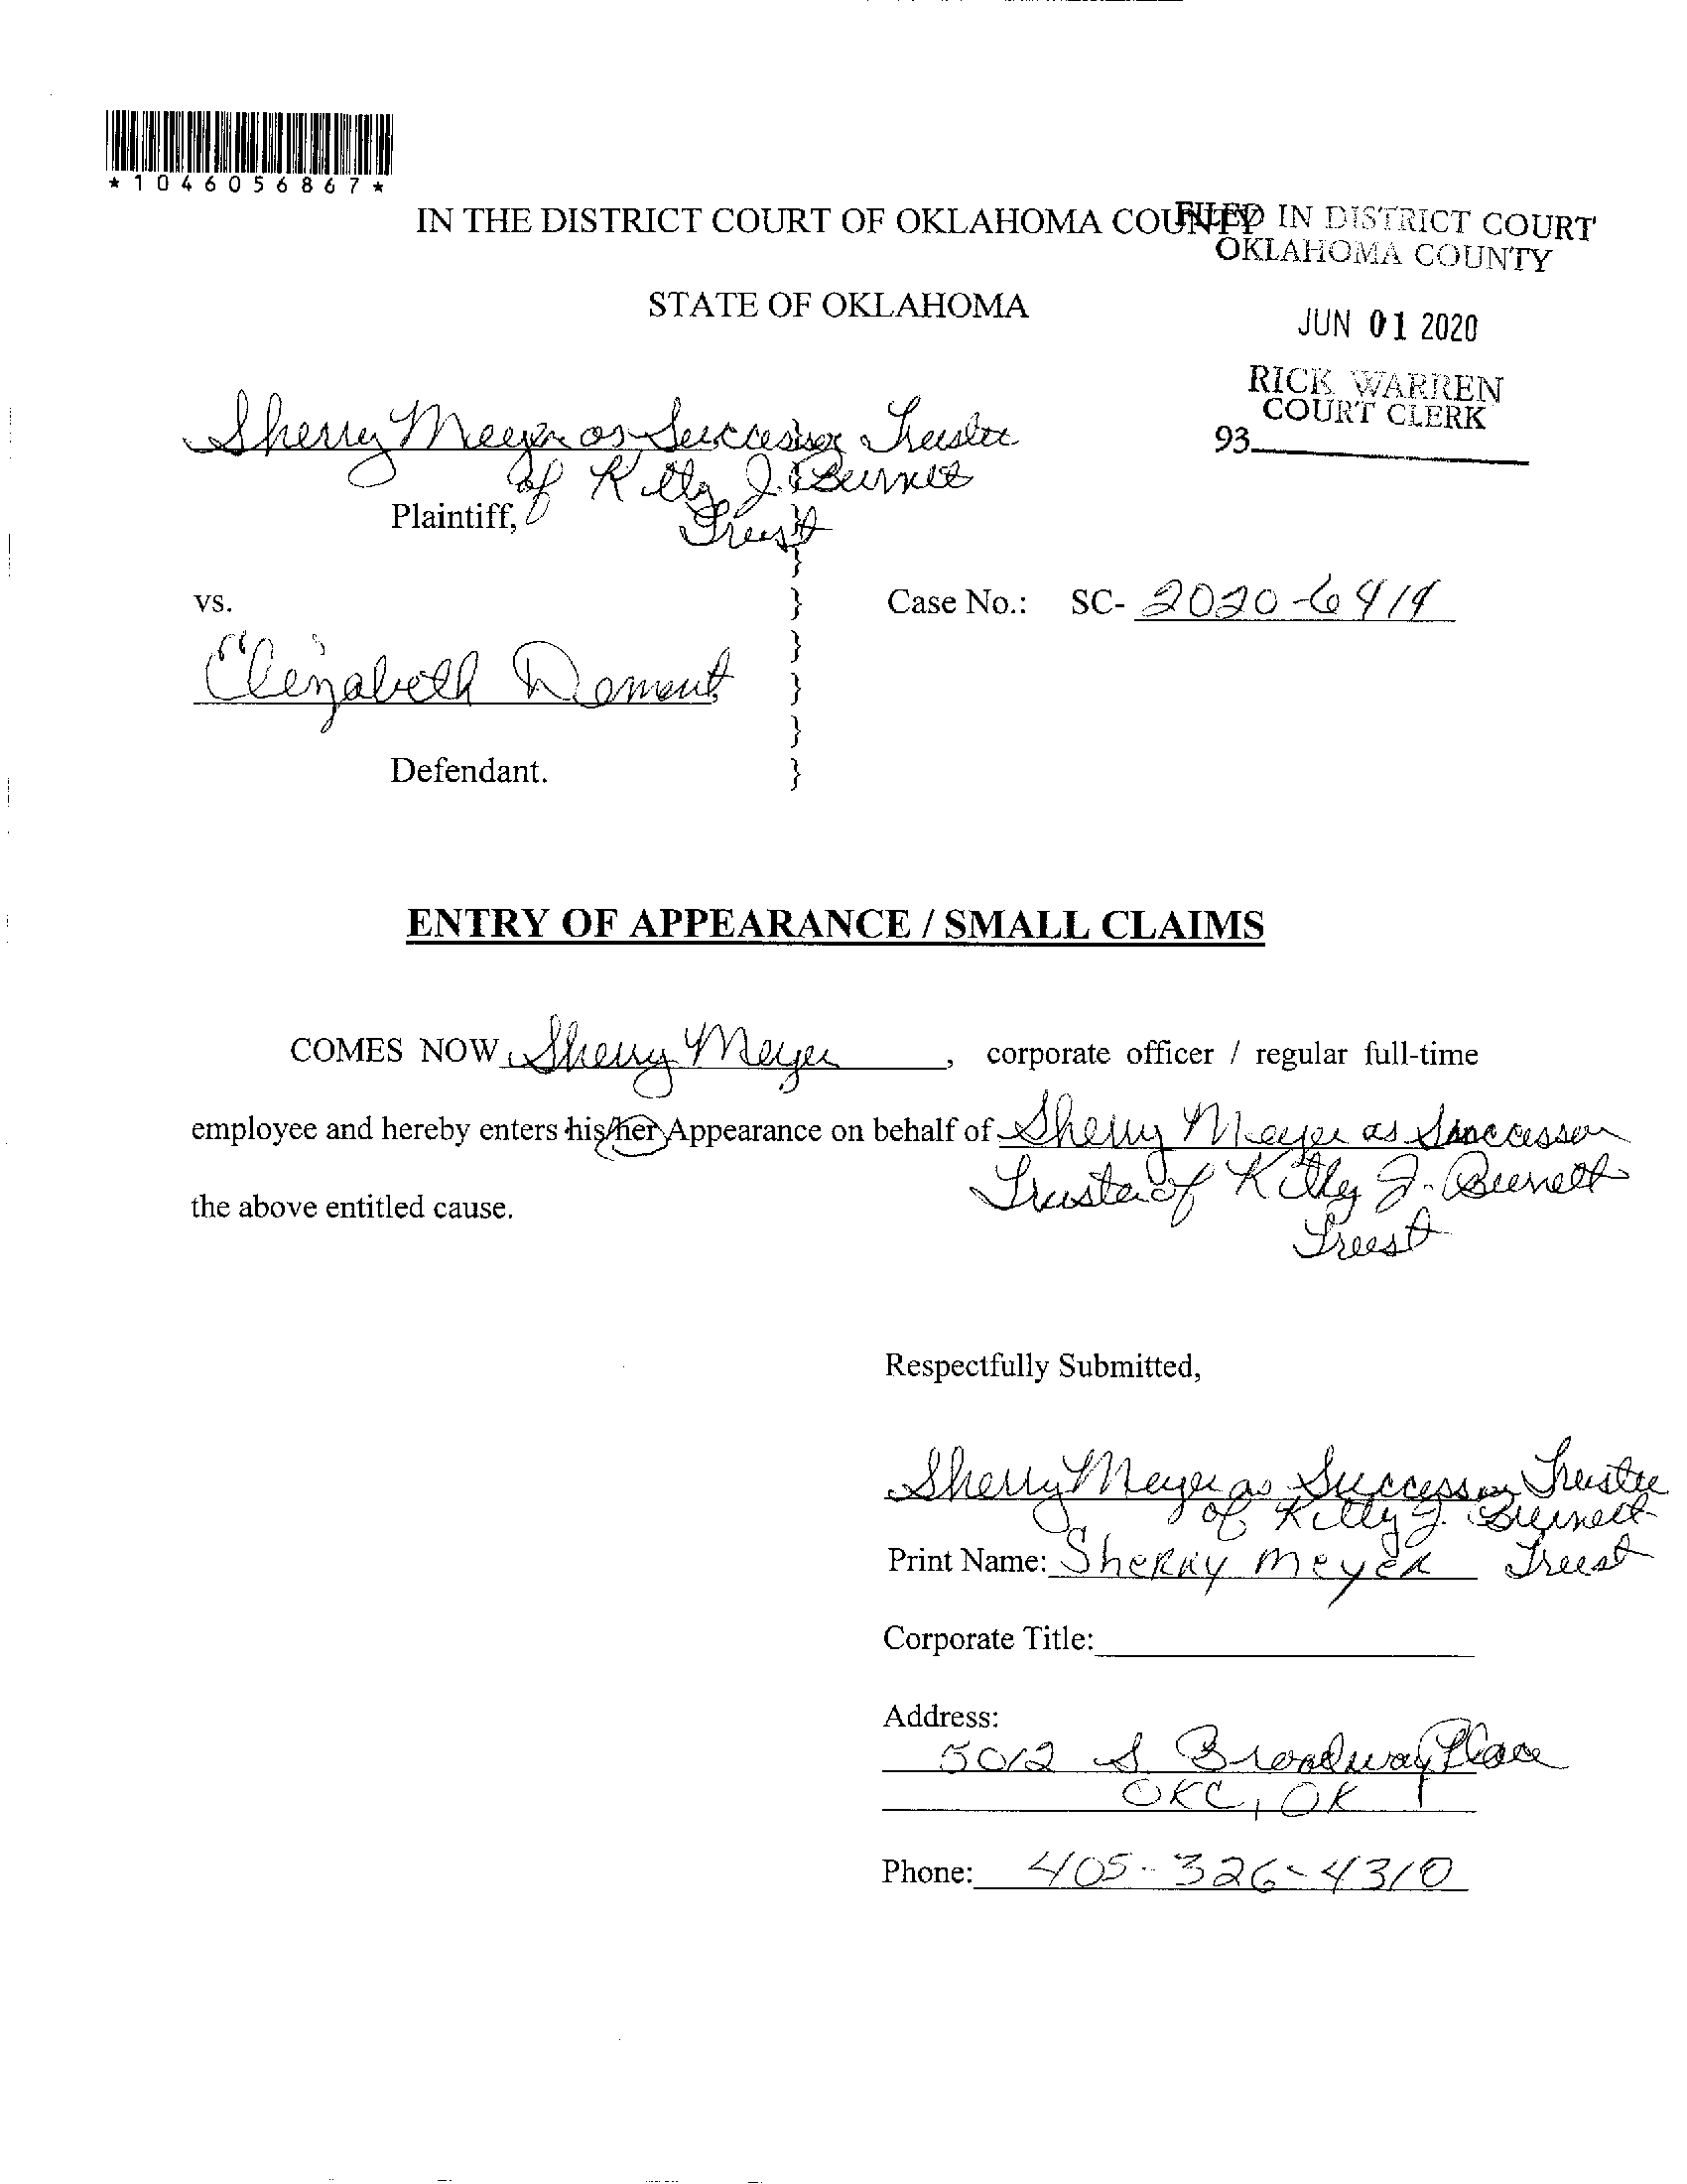 *1046056867*
IN THE DISTRICT COURT OF OKLAHOMA COUNTY
FILED IN DISTRICT COURT
OKLAHOMA COUNTY
STATE OF OKLAHOMA
JUN 01 2020
RICK WARREN
COURT CLERK
93
Sherry Meyer as Successor Trustee
of Kitty J. Burnett
Plaintiff,
Trust
}
vs.
}
Case No.: SC- 2020-6414
}
Elizabeth Dement
}
}
Defendant.
}
ENTRY OF APPEARANCE / SMALL CLAIMS
COMES NOW Sherry Meyer, corporate officer / regular full-time
employee and hereby enters his/her Appearance on behalf of Sherry Meyer as Successor
Trustee of Kitty J. Burnett
the above entitled cause.
Trust
Respectfully Submitted,
Sherry Meyer as Successor Trustee
of Kitty J. Burnett
Print Name: Sherry Meyer Trust
Corporate Title:
Address:
5012 S Broadway Place
OKC, OK
Phone: 405-326-4310